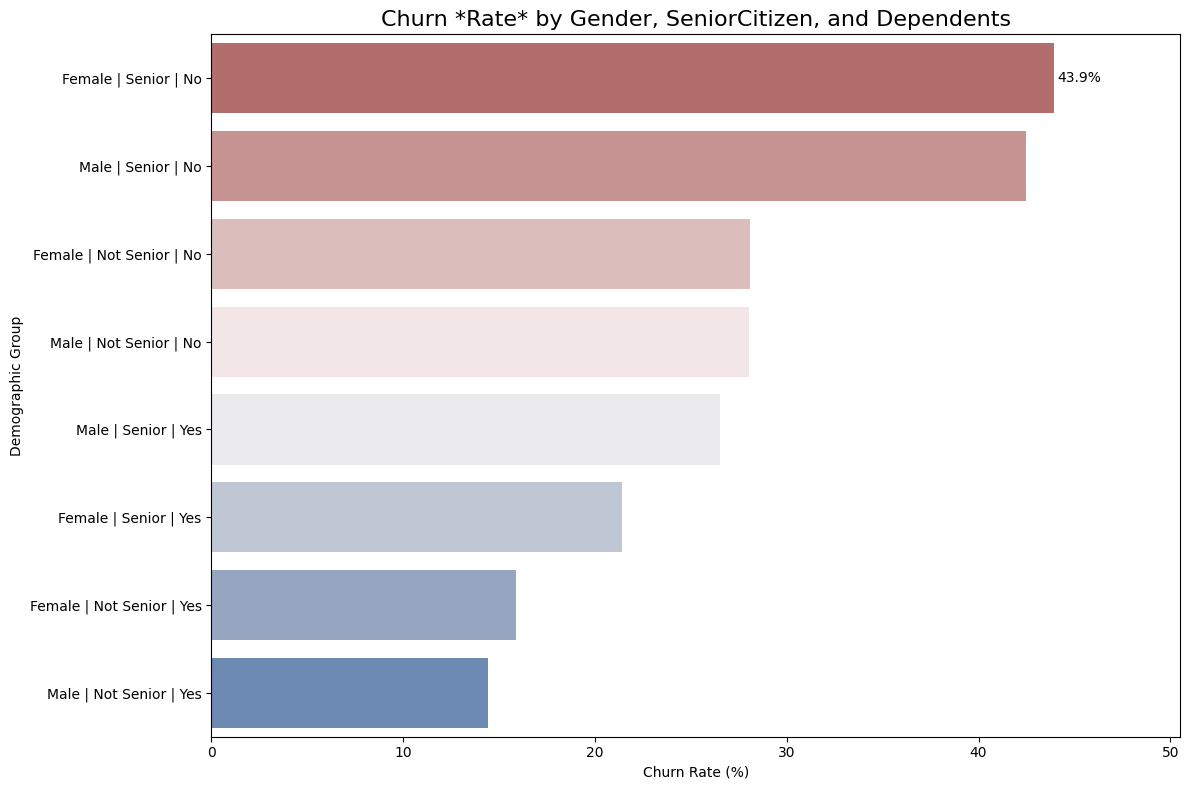 Churn *Rate* by Gender, SeniorCitizen, and Dependents
Demographic Group
Female | Senior | No
43.9%
Male | Senior | No
Female | Not Senior | No
Male | Not Senior | No
Male | Senior | Yes
Female | Senior | Yes
Female | Not Senior | Yes
Male | Not Senior | Yes
0 10 20 30 40 50
Churn Rate (%)